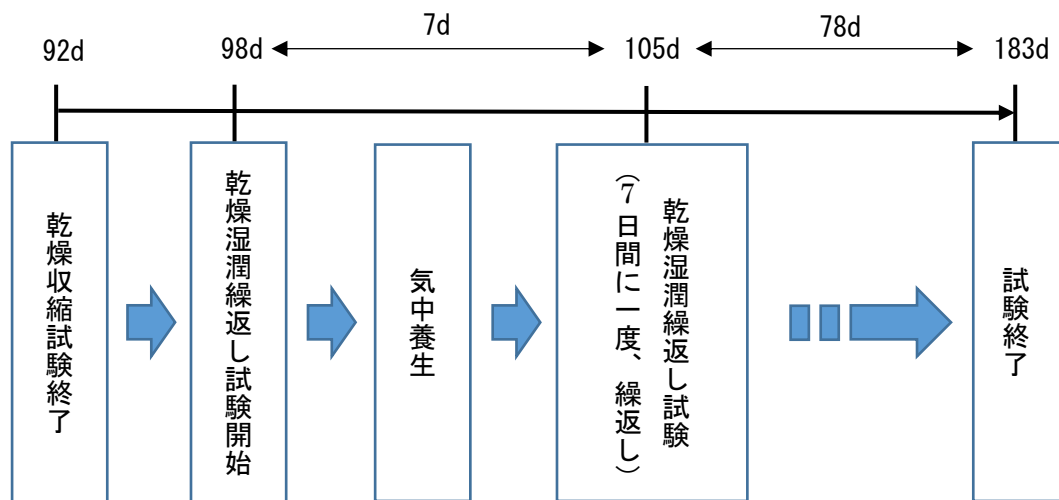 7d
78d
92d
98d
105d
183d
乾燥収縮試験終了
乾燥湿潤繰返し試験開始
気中養生
乾燥湿潤繰返し試験
（７日間に一度、繰返し）
試験終了